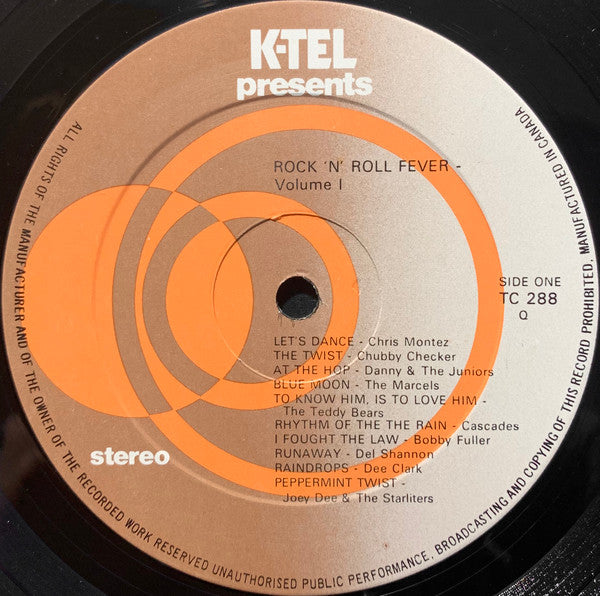 K-TEL
presents
ROCK 'N' ROLL FEVER -
Volume I
SIDE ONE
TC 288
Q
LET'S DANCE - Chris Montez
THE TWIST - Chubby Checker
AT THE HOP - Danny & The Juniors
BLUE MOON - The Marcels
TO KNOW HIM, IS TO LOVE HIM -
The Teddy Bears
RHYTHM OF THE THE RAIN - Cascades
I FOUGHT THE LAW - Bobby Fuller
RUNAWAY - Del Shannon
RAINDROPS - Dee Clark
PEPPERMINT TWIST -
Joey Dee & The Starliters
stereo
ALL RIGHTS OF THE MANUFACTURER AND OF THE OWNER OF THE RECORDED WORK RESERVED UNAUTHORISED PUBLIC PERFORMANCE, BROADCASTING AND COPYING OF THIS RECORD PROHIBITED. MANUFACTURED IN CANADA